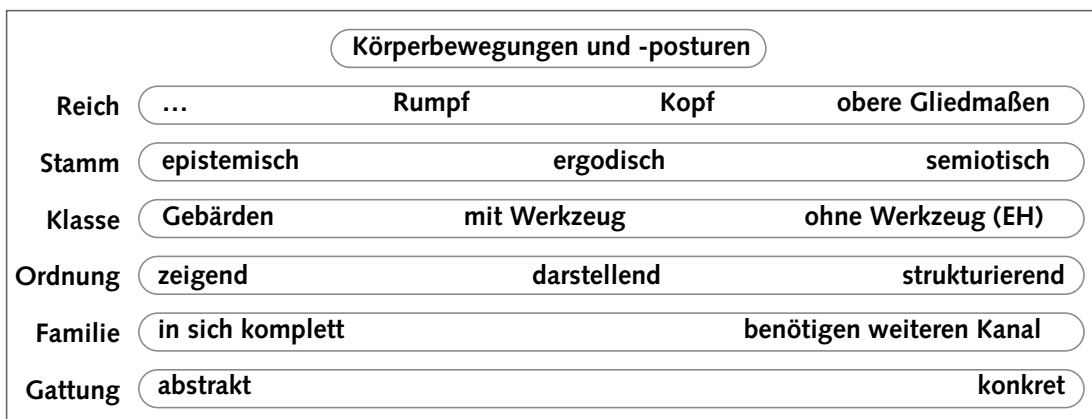 Körperbewegungen und -posturen
Reich … Rumpf Kopf obere Gliedmaßen
Stamm epistemisch ergodisch semiotisch
Klasse Gebärden mit Werkzeug ohne Werkzeug (EH)
Ordnung zeigend darstellend strukturierend
Familie in sich komplett benötigen weiteren Kanal
Gattung abstrakt konkret